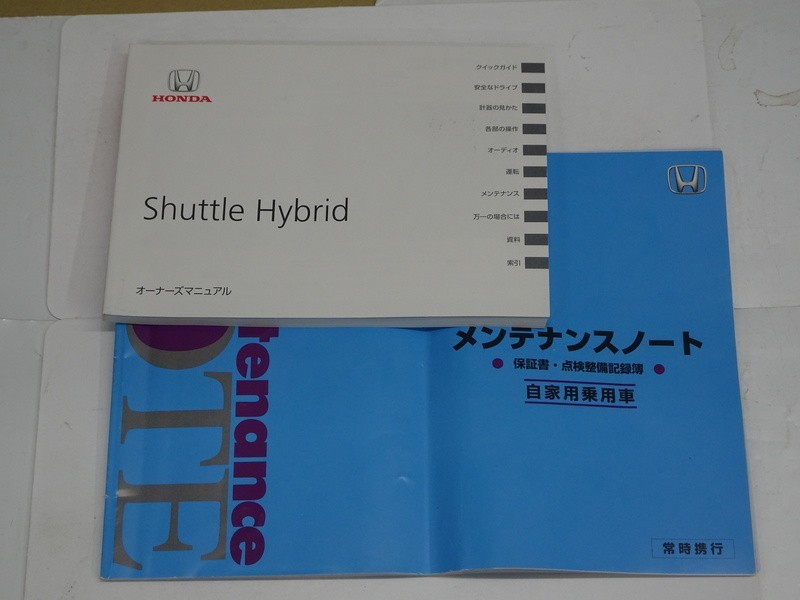 HONDA
Shuttle Hybrid
オーナーズマニュアル
クイックガイド
安全なドライブ
計器の見かた
各部の操作
オーディオ
運転
メンテナンス
万一の場合には
資料
索引
メンテナンスノート
保証書・点検整備記録簿
自家用乗用車
常時携行
tenance
OTE